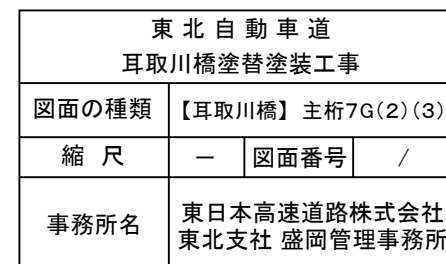 東北自動車道
耳取川橋塗替塗装工事
図面の種類 【耳取川橋】 主桁7G(2)(3)
縮 尺 － 図面番号 /
事務所名 東日本高速道路株式会社
東北支社 盛岡管理事務所